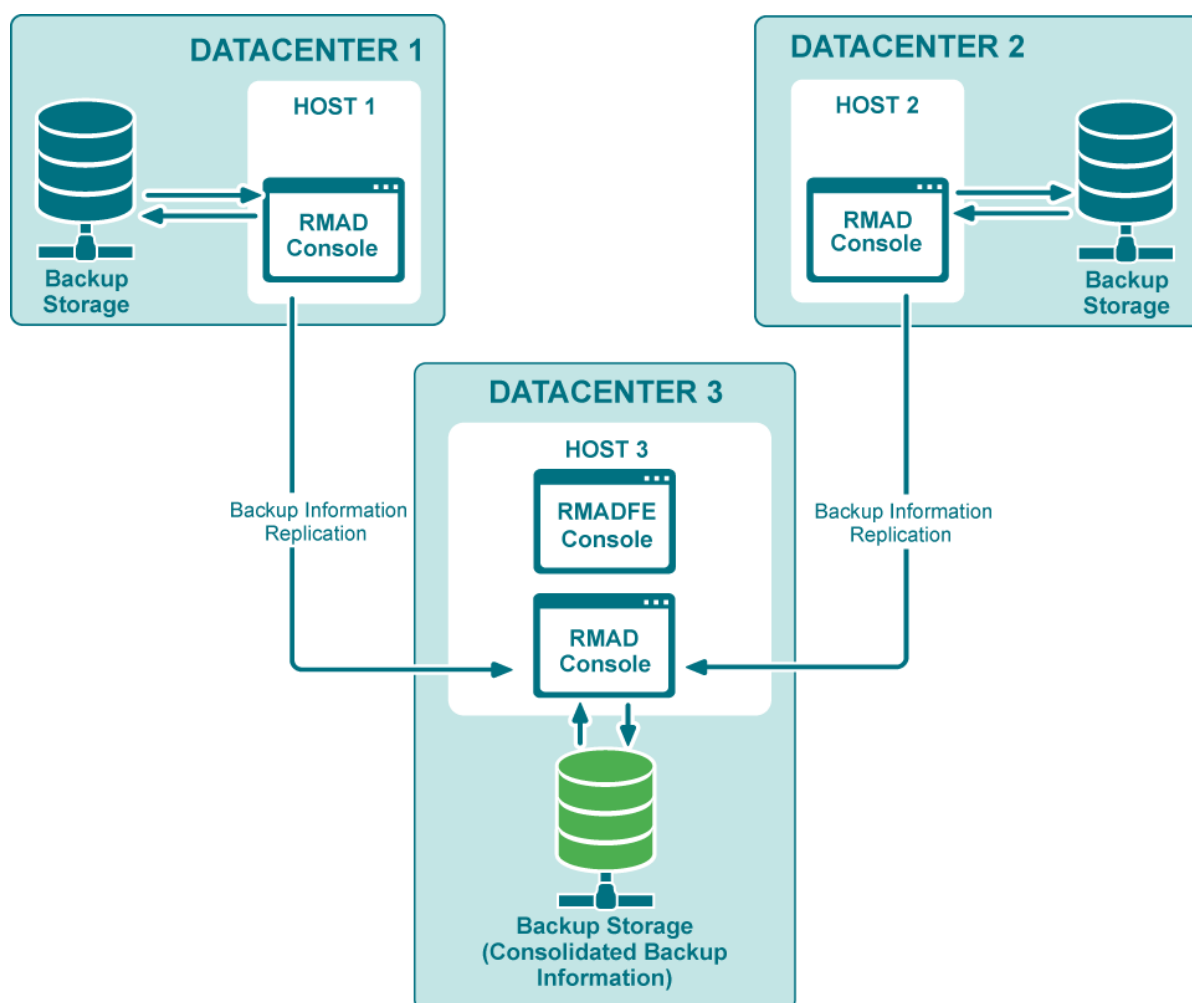 DATACENTER 1
HOST 1
RMAD
Console
Backup
Storage
DATACENTER 2
HOST 2
RMAD
Console
Backup
Storage
DATACENTER 3
HOST 3
RMADFE
Console
RMAD
Console
Backup Information
Replication
Backup Information
Replication
Backup Storage
(Consolidated Backup
Information)